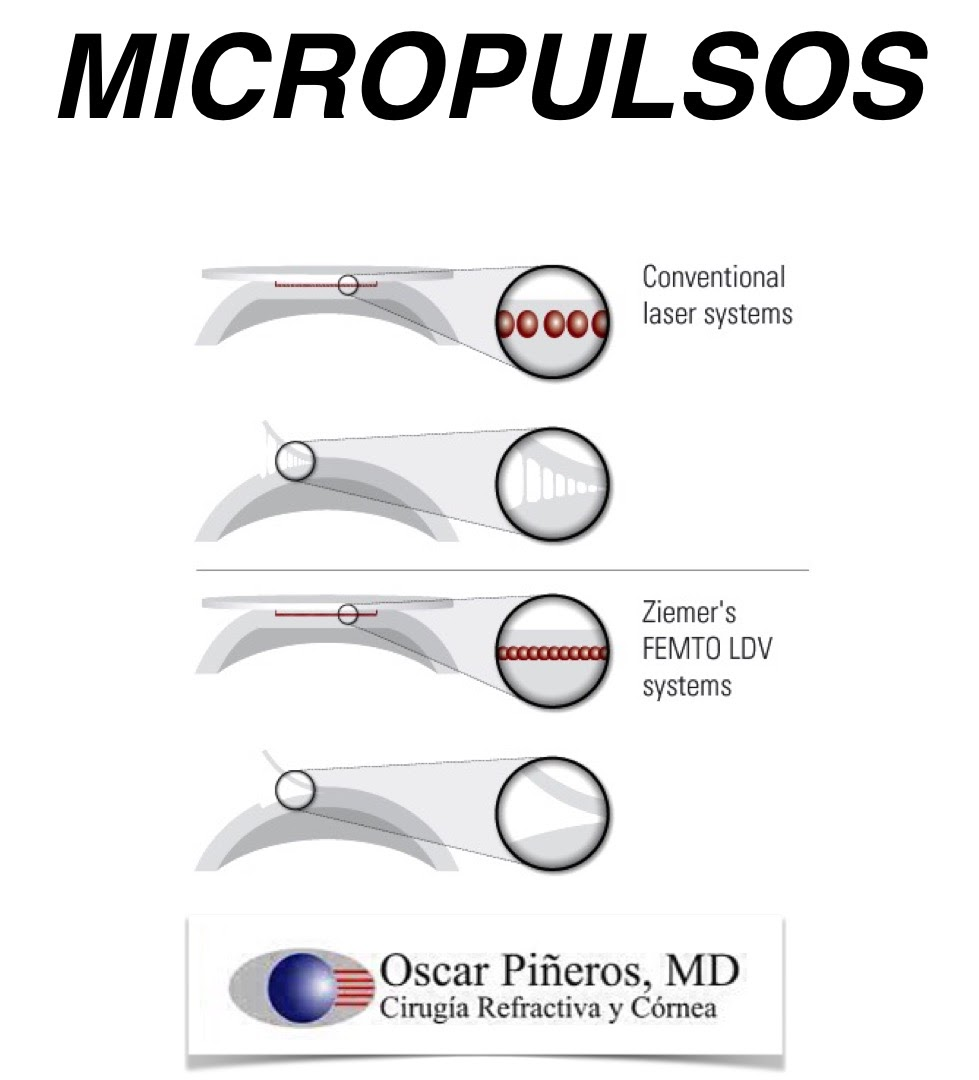 MICROPULSOS
Conventional
laser systems
Ziemer's
FEMTO LDV
systems
Oscar Piñeros, MD
Cirugía Refractiva y Córnea